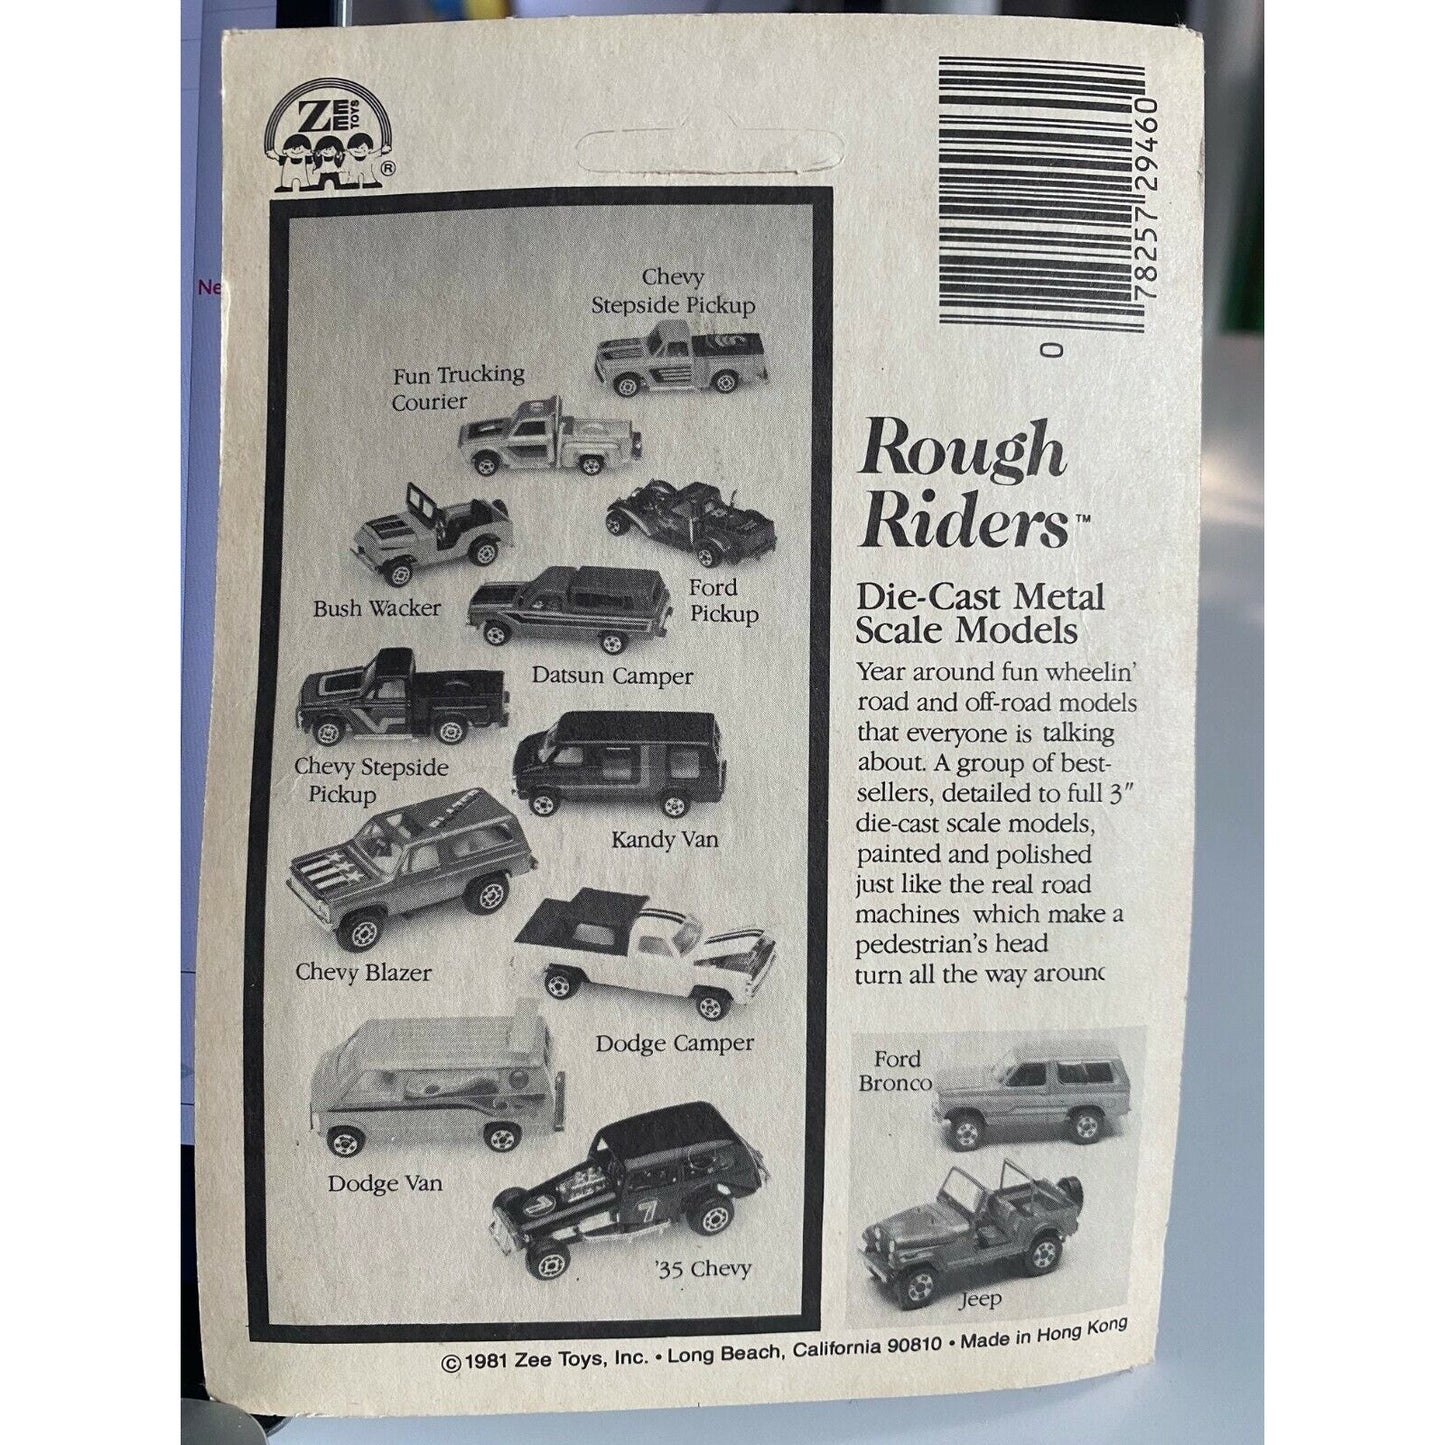 ZEE
TOYS
®
78257 29460
0
Chevy
Stepside Pickup
Fun Trucking
Courier
Bush Wacker
Ford
Pickup
Datsun Camper
Chevy Stepside
Pickup
Kandy Van
Chevy Blazer
Dodge Camper
Dodge Van
7
'35 Chevy
Rough
Riders™
Die-Cast Metal
Scale Models
Year around fun wheelin'
road and off-road models
that everyone is talking
about. A group of best-
sellers, detailed to full 3"
die-cast scale models,
painted and polished
just like the real road
machines which make a
pedestrian's head
turn all the way around
Ford
Bronco
Jeep
©1981 Zee Toys, Inc. • Long Beach, California 90810 • Made in Hong Kong
Ne